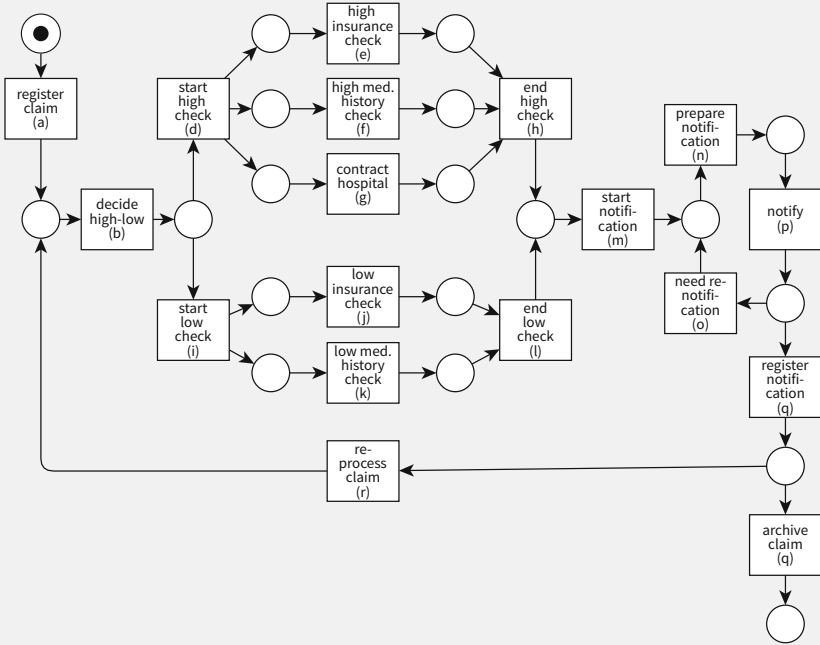 register
claim
(a)
decide
high-low
(b)
start
high
check
(d)
high
insurance
check
(e)
high med.
history
check
(f)
contract
hospital
(g)
end
high
check
(h)
start
low
check
(i)
low
insurance
check
(j)
low med.
history
check
(k)
end
low
check
(l)
start
notifi-
cation
(m)
prepare
notifi-
cation
(n)
notify
(p)
need re-
notifi-
cation
(o)
register
notifi-
cation
(q)
re-
process
claim
(r)
archive
claim
(q)